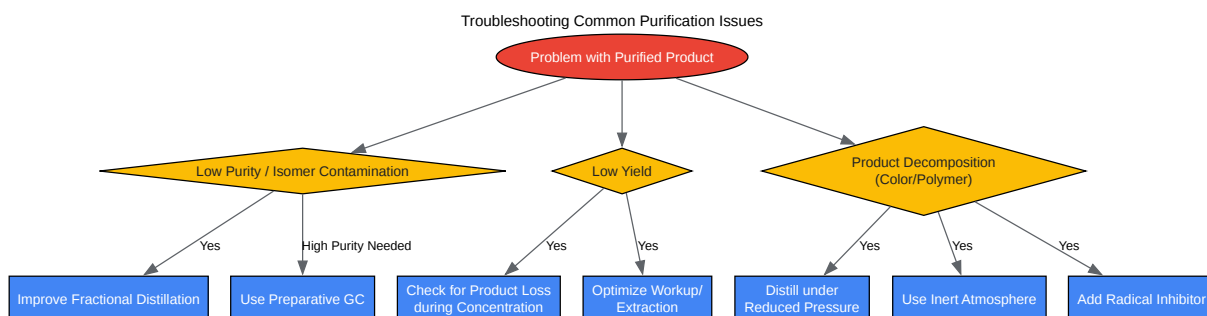 Troubleshooting Common Purification Issues
Problem with Purified Product
Low Purity / Isomer Contamination
Low Yield
Product Decomposition
(Color/Polymer)
Yes
High Purity Needed
Yes
Yes
Yes
Yes
Yes
Improve Fractional Distillation
Use Preparative GC
Check for Product Loss
during Concentration
Optimize Workup/
Extraction
Distill under
Reduced Pressure
Use Inert Atmosphere
Add Radical Inhibitor